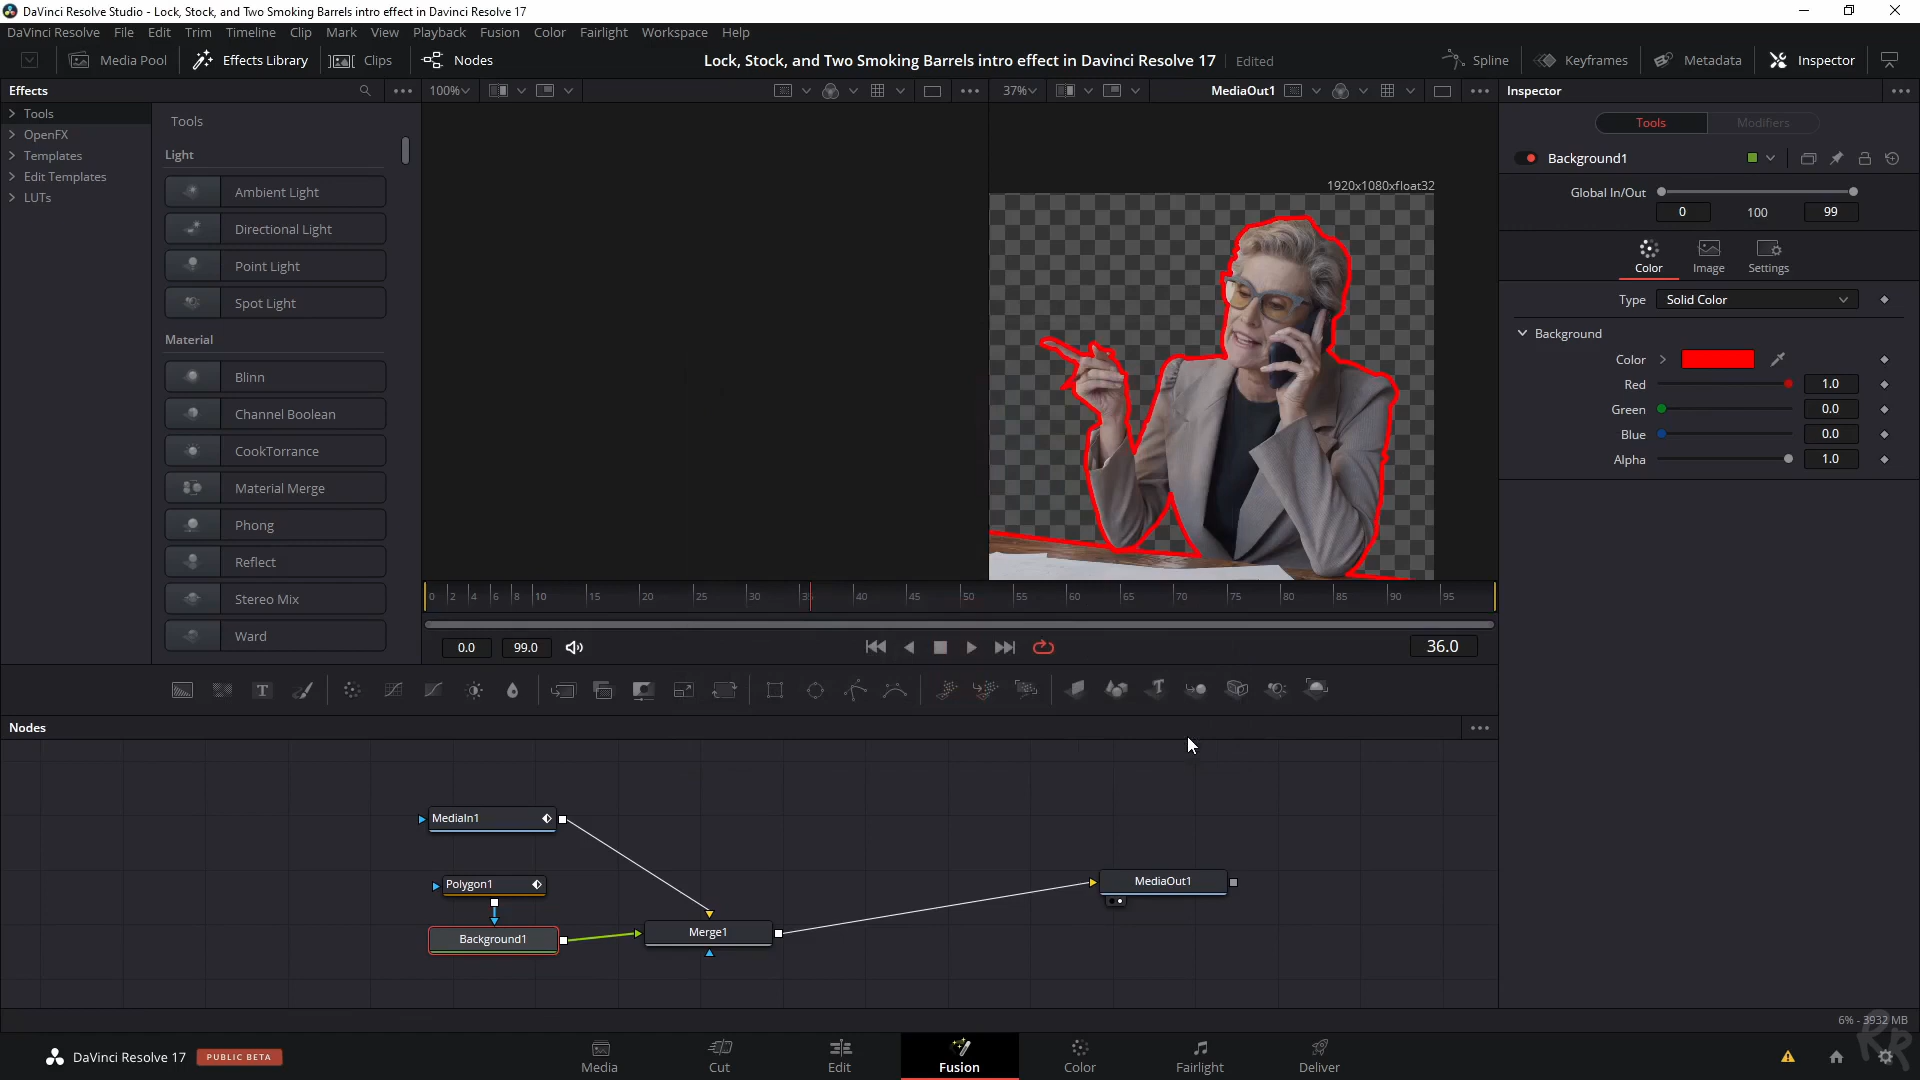 DaVinci Resolve Studio - Lock, Stock, and Two Smoking Barrels intro effect in Davinci Resolve 17
DaVinci Resolve File Edit Trim Timeline Clip Mark View Playback Fusion Color Fairlight Workspace Help
Media Pool Effects Library Clips Nodes Lock, Stock, and Two Smoking Barrels intro effect in Davinci Resolve 17 Edited Spline Keyframes Metadata Inspector
Effects 100% 37% MediaOut1 Inspector
Tools
OpenFX
Templates
Edit Templates
LUTs
Tools
Light
Ambient Light
Directional Light
Point Light
Spot Light
Material
Blinn
Channel Boolean
CookTorrance
Material Merge
Phong
Reflect
Stereo Mix
Ward
1920x1080xfloat32
Tools Modifiers
Background1
Global In/Out
0 100 99
Color Image Settings
Type Solid Color
Background
Color
Red 1.0
Green 0.0
Blue 0.0
Alpha 1.0
0 2 4 6 8 10 15 20 25 30 40 45 50 55 60 65 70 75 80 85 90 95
0.0 99.0 36.0
T
Nodes
MediaIn1
Polygon1
Background1
Merge1
MediaOut1
6% - 3932 MB
DaVinci Resolve 17 PUBLIC BETA
Media Cut Edit Fusion Color Fairlight Deliver